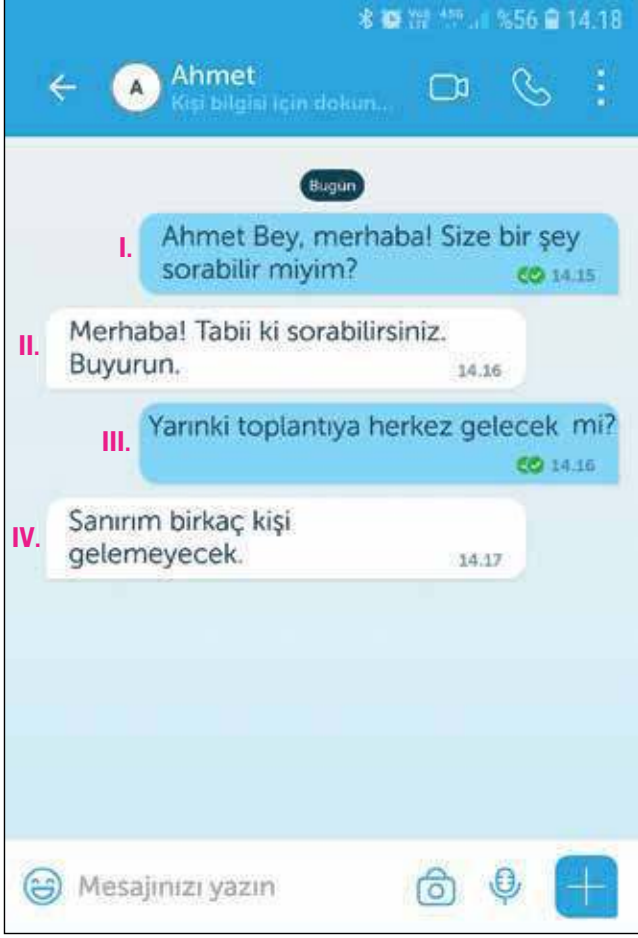 %56 14.18
Ahmet
Kişi bilgisi için dokun...
A
Bugün
I.
Ahmet Bey, merhaba! Size bir şey
sorabilir miyim?
14.15
II.
Merhaba! Tabii ki sorabilirsiniz.
Buyurun.
14.16
III.
Yarınki toplantıya herkez gelecek mi?
14.16
IV.
Sanırım birkaç kişi
gelemeyecek.
14.17
Mesajınızı yazın